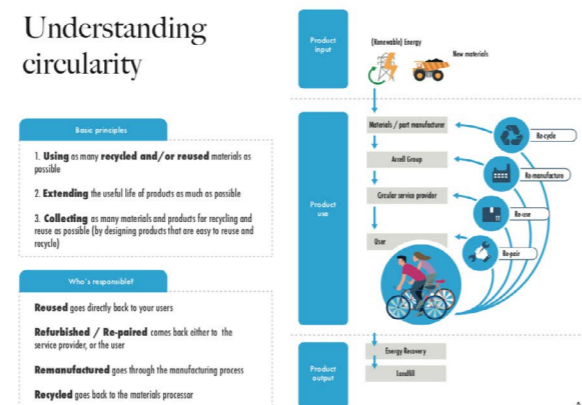 Understanding
circularity
Basic principles
1. Using as many recycled and/or reused materials as
possible
2. Extending the useful life of products as much as possible
3. Collecting as many materials and products for recycling and
reuse as possible (by designing products that are easy to reuse and
recycle)
Who's responsible?
Reused goes directly back to your users
Refurbished / Re-paired comes back either to the
service provider, or the user
Remanufactured goes through the manufacturing process
Recycled goes back to the materials processor
Product
input
(Renewable) Energy
New materials
Product
use
Materials / part manufacturer
Accell Group
Circular service provider
User
Re-cycle
Re-manufacture
Re-use
Re-pair
Product
output
Energy Recovery
Landfill